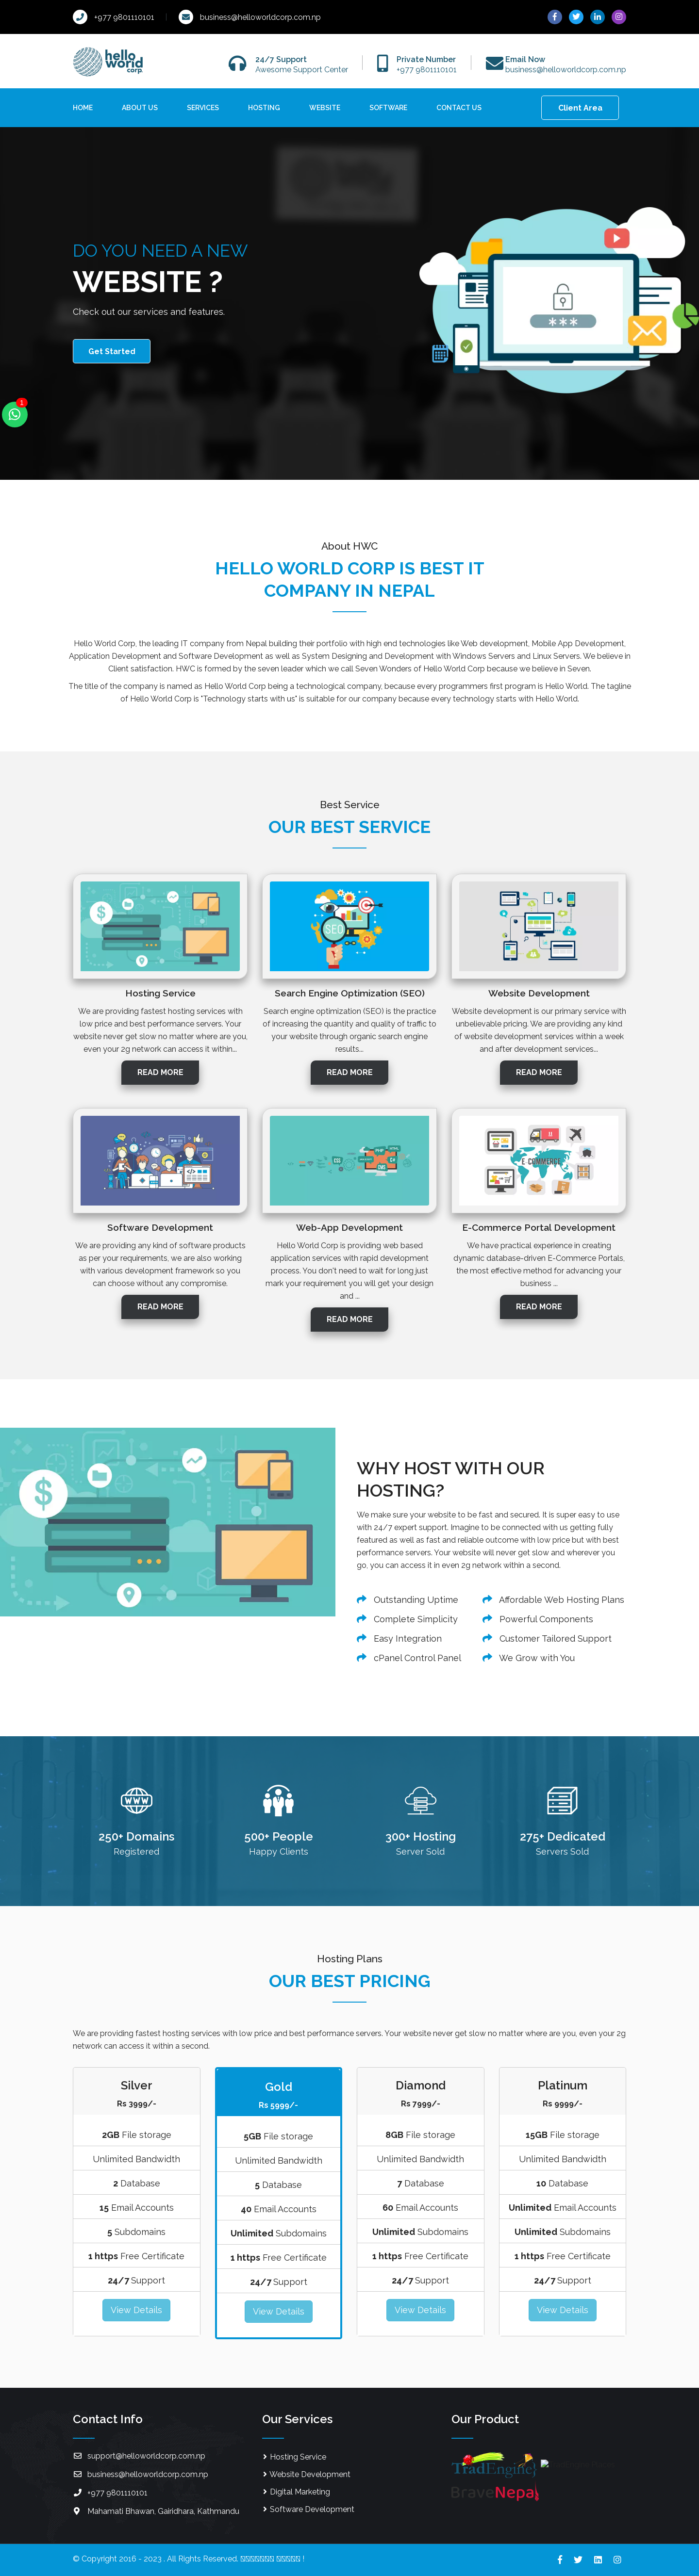 +977 9801110101
business@helloworldcorp.com.np
hello
world
corp.
24/7 Support
Awesome Support Center
Private Number
+977 9801110101
Email Now
business@helloworldcorp.com.np
HOME
ABOUT US
SERVICES
HOSTING
WEBSITE
SOFTWARE
CONTACT US
Client Area
DO YOU NEED A NEW
WEBSITE ?
Check out our services and features.
Get Started
1
About HWC
HELLO WORLD CORP IS BEST IT
COMPANY IN NEPAL
Hello World Corp, the leading IT company from Nepal building their portfolio with high end technologies like Web development, Mobile App Development,
Application Development and Software Development as well as System Designing and Development with Windows Servers and Linux Servers. We believe in
Client satisfaction. HWC is formed by the seven leader which we call Seven Wonders of Hello World Corp because we believe in Seven.
The title of the company is named as Hello World Corp being a technological company, because every programmers first program is Hello World. The tagline
of Hello World Corp is "Technology starts with us" is suitable for our company because every technology starts with Hello World.
Best Service
OUR BEST SERVICE
SEO
Hosting Service
We are providing fastest hosting services with
low price and best performance servers. Your
website never get slow no matter where are you,
even your 2g network can access it within...
READ MORE
Search Engine Optimization (SEO)
Search engine optimization (SEO) is the practice
of increasing the quantity and quality of traffic to
your website through organic search engine
results...
READ MORE
Website Development
Website development is our primary service with
unbelievable pricing. We are providing any kind
of website development services within a week
and after development services...
READ MORE
E COMMERCE
Software Development
We are providing any kind of software products
as per your requirements, we are also working
with various development framework so you
can choose without any compromise.
READ MORE
Web-App Development
Hello World Corp is providing web based
application services with rapid development
process. You don't need to wait for long just
mark your requirement you will get your design
and ...
READ MORE
E-Commerce Portal Development
We have practical experience in creating
dynamic database-driven E-Commerce Portals,
the most effective method for advancing your
business ...
READ MORE
WHY HOST WITH OUR
HOSTING?
We make sure your website to be fast and secured. It is super easy to use
with 24/7 expert support. Imagine to be connected with us getting fully
featured as well as fast and reliable outcome with low price but with best
performance servers. Your website will never get slow and wherever you
go, you can access it in even 2g network within a second.
Outstanding Uptime
Complete Simplicity
Easy Integration
cPanel Control Panel
Affordable Web Hosting Plans
Powerful Components
Customer Tailored Support
We Grow with You
WWW
250+ Domains
Registered
500+ People
Happy Clients
300+ Hosting
Server Sold
275+ Dedicated
Servers Sold
Hosting Plans
OUR BEST PRICING
We are providing fastest hosting services with low price and best performance servers. Your website never get slow no matter where are you, even your 2g
network can access it within a second.
Silver
Rs 3999/-
2GB File storage
Unlimited Bandwidth
2 Database
15 Email Accounts
5 Subdomains
1 https Free Certificate
24/7 Support
View Details
Gold
Rs 5999/-
5GB File storage
Unlimited Bandwidth
5 Database
40 Email Accounts
Unlimited Subdomains
1 https Free Certificate
24/7 Support
View Details
Diamond
Rs 7999/-
8GB File storage
Unlimited Bandwidth
7 Database
60 Email Accounts
Unlimited Subdomains
1 https Free Certificate
24/7 Support
View Details
Platinum
Rs 9999/-
15GB File storage
Unlimited Bandwidth
10 Database
Unlimited Email Accounts
Unlimited Subdomains
1 https Free Certificate
24/7 Support
View Details
Contact Info
support@helloworldcorp.com.np
business@helloworldcorp.com.np
+977 9801110101
Mahamati Bhawan, Gairidhara, Kathmandu
Our Services
Hosting Service
Website Development
Digital Marketing
Software Development
Our Product
TradEngine
BraveNepal
© Copyright 2016 - 2023 . All Rights Reserved.